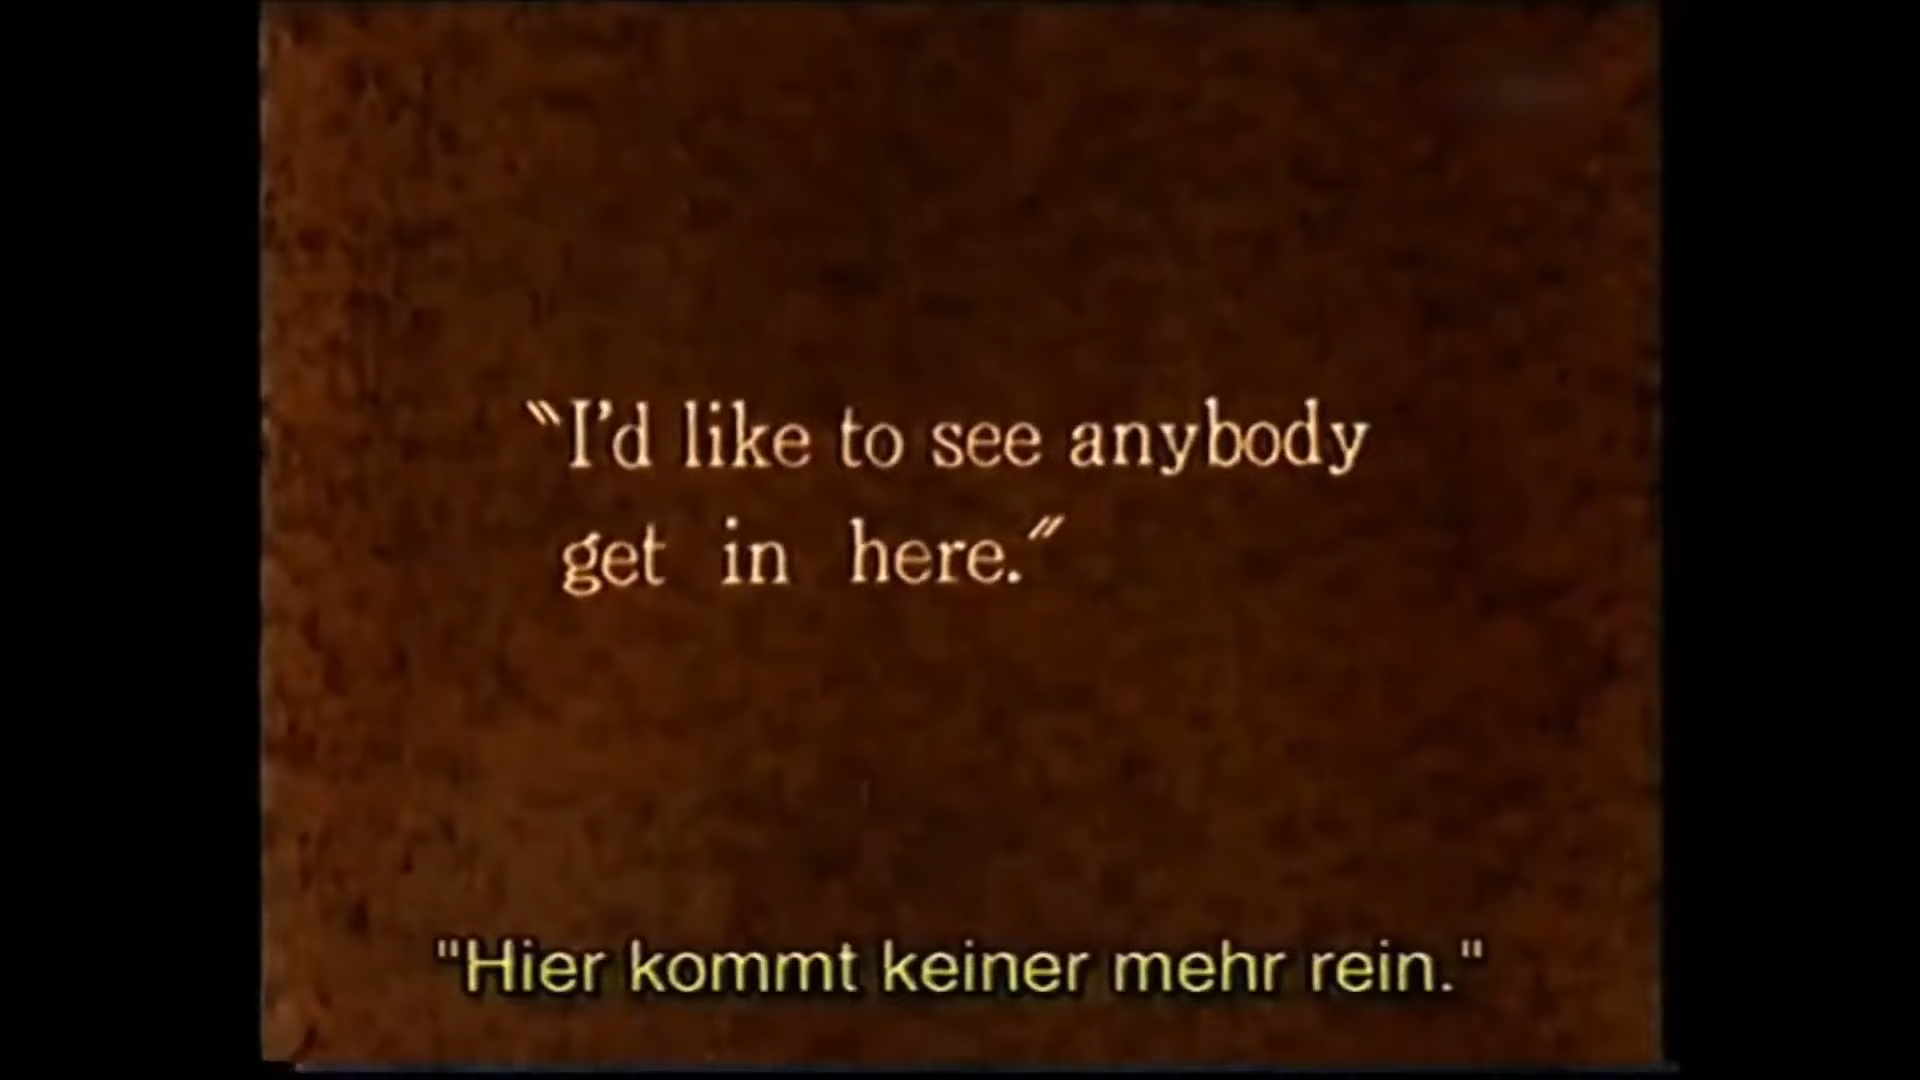 "I'd like to see anybody
get in here."
"Hier kommt keiner mehr rein."